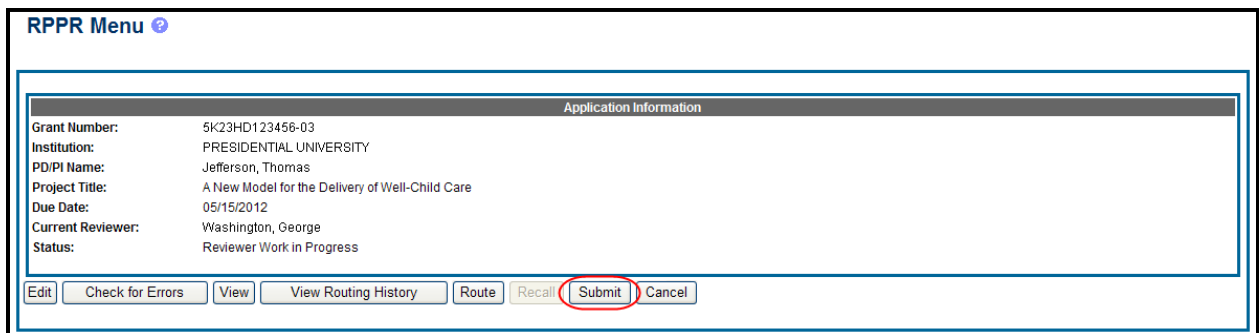 RPPR Menu ?
Application Information
Grant Number: 5K23HD123456-03
Institution: PRESIDENTIAL UNIVERSITY
PD/PI Name: Jefferson, Thomas
Project Title: A New Model for the Delivery of Well-Child Care
Due Date: 05/15/2012
Current Reviewer: Washington, George
Status: Reviewer Work in Progress
Edit Check for Errors View View Routing History Route Recall Submit Cancel